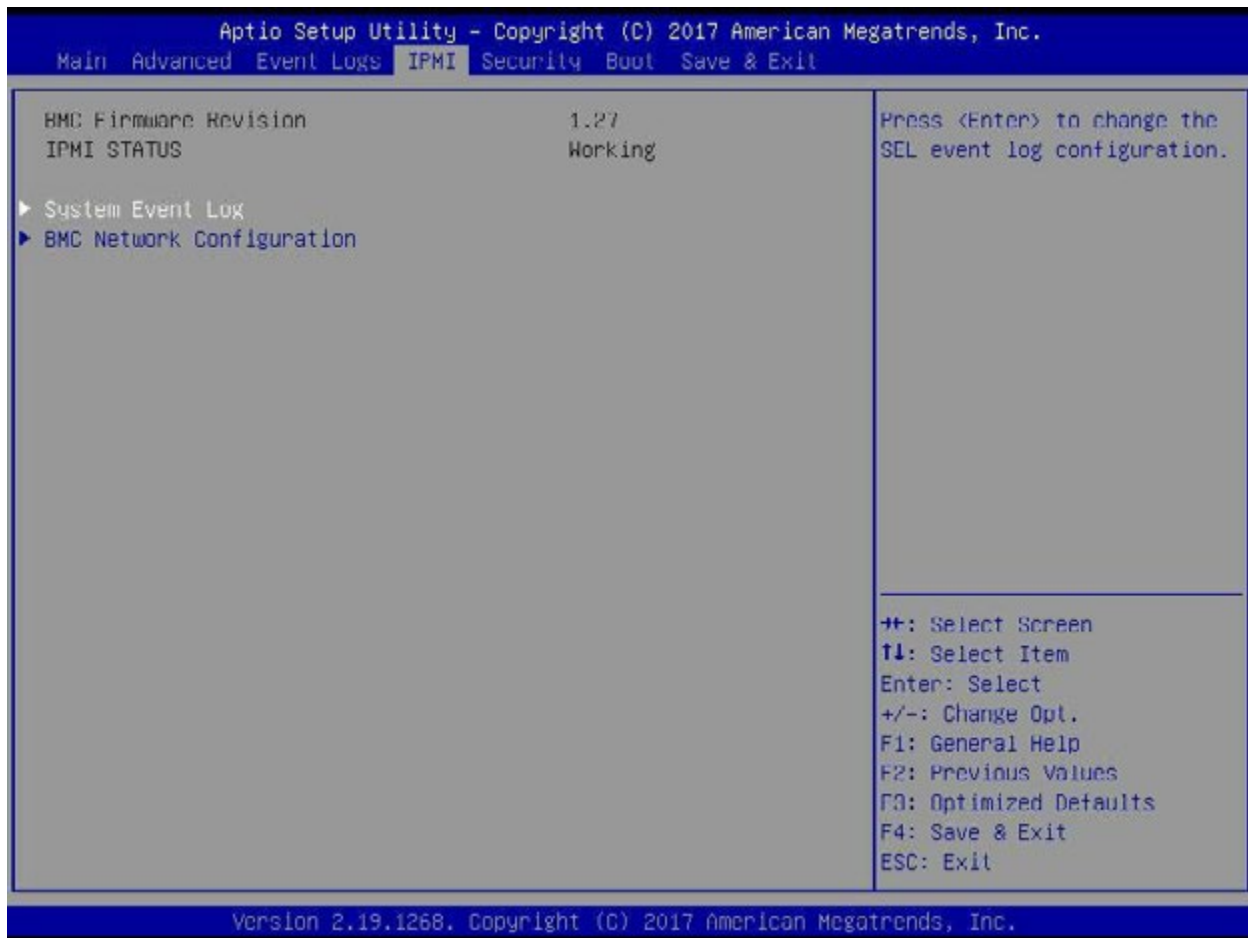 Aptio Setup Utility – Copyright (C) 2017 American Megatrends, Inc.
Main Advanced Event Logs IPMI Security Boot Save & Exit
BMC Firmware Revision 1.27
IPMI STATUS Working
► System Event Log
► BMC Network Configuration
Press <Enter> to change the
SEL event log configuration.
→←: Select Screen
↑↓: Select Item
Enter: Select
+/-: Change Opt.
F1: General Help
F2: Previous Values
F3: Optimized Defaults
F4: Save & Exit
ESC: Exit
Version 2.19.1268. Copyright (C) 2017 American Megatrends, Inc.